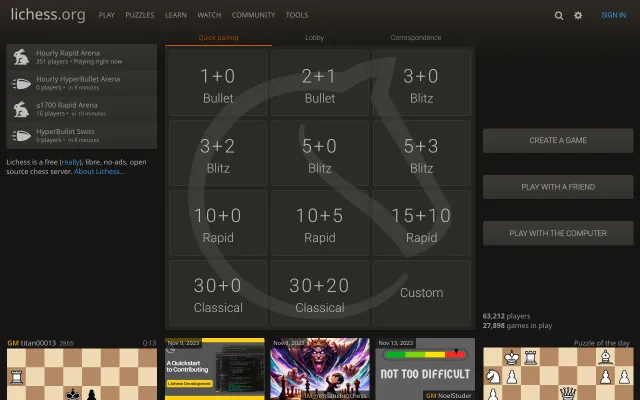 lichess.org
PLAY PUZZLES LEARN WATCH COMMUNITY TOOLS
SIGN IN
Hourly Rapid Arena
351 players • Playing right now
Hourly HyperBullet Arena
0 players • in 9 minutes
≤1700 Rapid Arena
16 players • in 10 minutes
HyperBullet Swiss
0 players • in 8 minutes
Lichess is a free (really), libre, no-ads, open
source chess server. About Lichess...
Quick pairing Lobby Correspondence
1+0
Bullet
2+1
Bullet
3+0
Blitz
3+2
Blitz
5+0
Blitz
5+3
Blitz
10+0
Rapid
10+5
Rapid
15+10
Rapid
30+0
Classical
30+20
Classical
Custom
CREATE A GAME
PLAY WITH A FRIEND
PLAY WITH THE COMPUTER
63,212 players
27,898 games in play
GM titan00013 2865 0:13
Nov 9, 2023
A Quickstart
to Contributing
Lichess Development
Nov 8, 2023
Nov 13, 2023
NOT TOO DIFFICULT
GM NoelStuder
Puzzle of the day